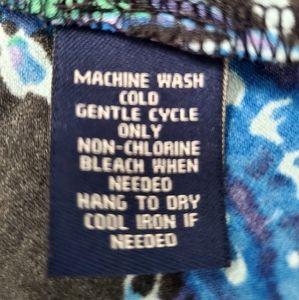 MACHINE WASH
COLD
GENTLE CYCLE
ONLY
NON-CHLORINE
BLEACH WHEN
NEEDED
HANG TO DRY
COOL IRON IF
NEEDED